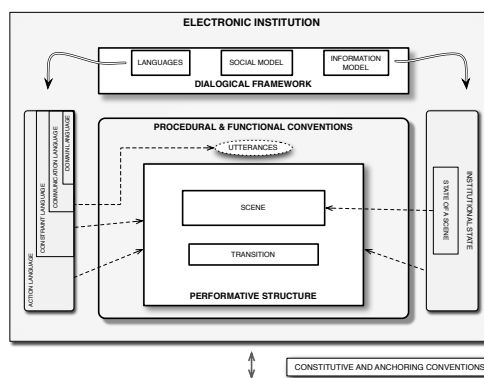 ELECTRONIC INSTITUTION
LANGUAGES
SOCIAL MODEL
INFORMATION
MODEL
DIALOGICAL FRAMEWORK
ACTION LANGUAGE
CONSTRAINT LANGUAGE
COMMUNICATION LANGUAGE
DOMAIN LANGUAGE
PROCEDURAL & FUNCTIONAL CONVENTIONS
UTTERANCES
SCENE
TRANSITION
PERFORMATIVE STRUCTURE
STATE OF A SCENE
INSTITUTIONAL STATE
CONSTITUTIVE AND ANCHORING CONVENTIONS